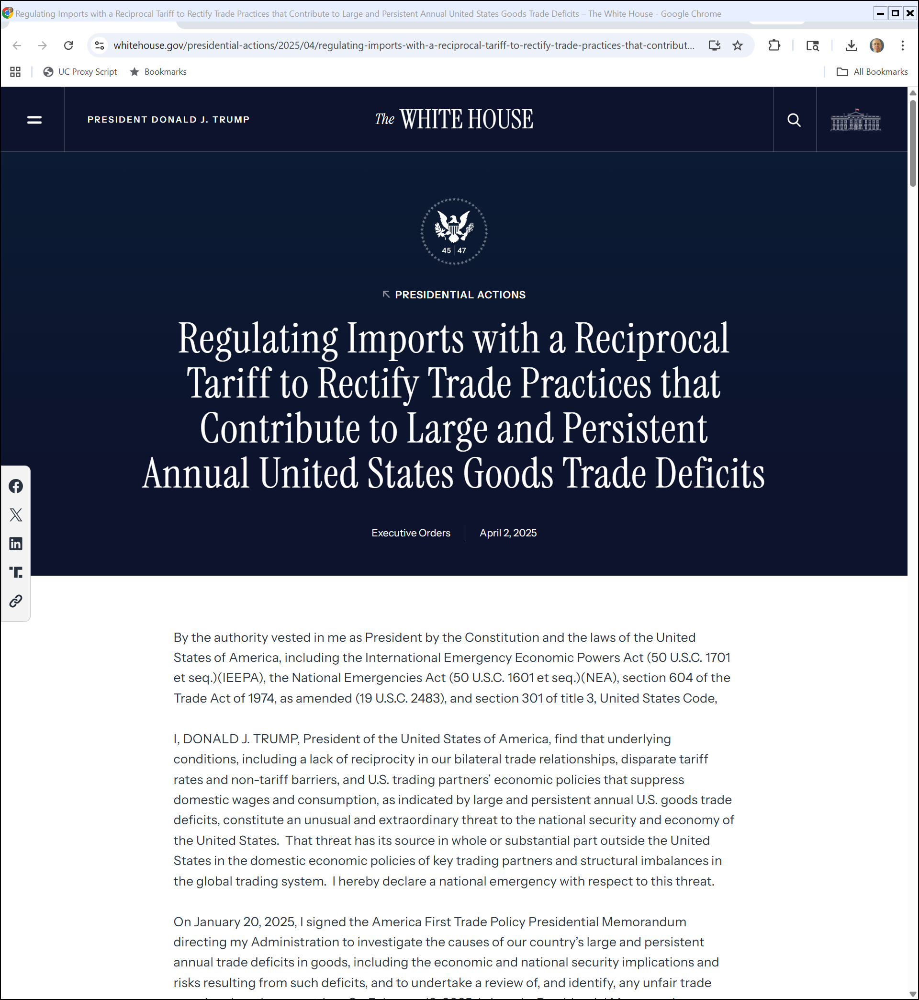 Regulating Imports with a Reciprocal Tariff to Rectify Trade Practices that Contribute to Large and Persistent Annual United States Goods Trade Deficits – The White House - Google Chrome
whitehouse.gov/presidential-actions/2025/04/regulating-imports-with-a-reciprocal-tariff-to-rectify-trade-practices-that-contribut...
UC Proxy Script
Bookmarks
All Bookmarks
PRESIDENT DONALD J. TRUMP
The WHITE HOUSE
45 | 47
PRESIDENTIAL ACTIONS
Regulating Imports with a Reciprocal
Tariff to Rectify Trade Practices that
Contribute to Large and Persistent
Annual United States Goods Trade Deficits
Executive Orders
April 2, 2025
By the authority vested in me as President by the Constitution and the laws of the United
States of America, including the International Emergency Economic Powers Act (50 U.S.C. 1701
et seq.)(IEEPA), the National Emergencies Act (50 U.S.C. 1601 et seq.)(NEA), section 604 of the
Trade Act of 1974, as amended (19 U.S.C. 2483), and section 301 of title 3, United States Code,
I, DONALD J. TRUMP, President of the United States of America, find that underlying
conditions, including a lack of reciprocity in our bilateral trade relationships, disparate tariff
rates and non-tariff barriers, and U.S. trading partners’ economic policies that suppress
domestic wages and consumption, as indicated by large and persistent annual U.S. goods trade
deficits, constitute an unusual and extraordinary threat to the national security and economy of
the United States.  That threat has its source in whole or substantial part outside the United
States in the domestic economic policies of key trading partners and structural imbalances in
the global trading system.  I hereby declare a national emergency with respect to this threat.
On January 20, 2025, I signed the America First Trade Policy Presidential Memorandum
directing my Administration to investigate the causes of our country’s large and persistent
annual trade deficits in goods, including the economic and national security implications and
risks resulting from such deficits, and to undertake a review of, and identify, any unfair trade